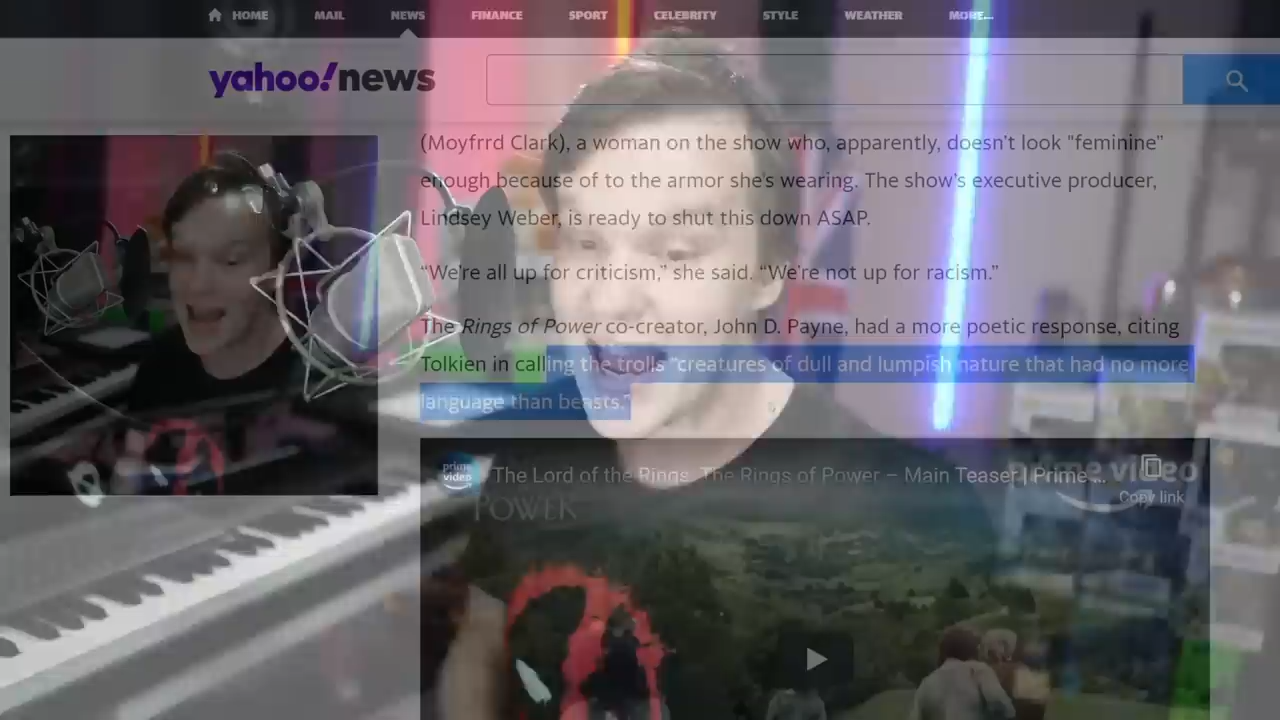 HOME MAIL NEWS FINANCE SPORT CELEBRITY STYLE WEATHER MORE...
yahoo!news
(Moyfrrd Clark), a woman on the show who, apparently, doesn't look "feminine"
enough because of to the armor she's wearing. The show's executive producer,
Lindsey Weber, is ready to shut this down ASAP.
“We're all up for criticism,” she said. “We're not up for racism.”
The Rings of Power co-creator, John D. Payne, had a more poetic response, citing
Tolkien in calling the trolls “creatures of dull and lumpish nature that had no more
language than beasts.”
prime video
The Lord of the Rings: The Rings of Power – Main Teaser | Prime ...
prime video
Copy link
POWER